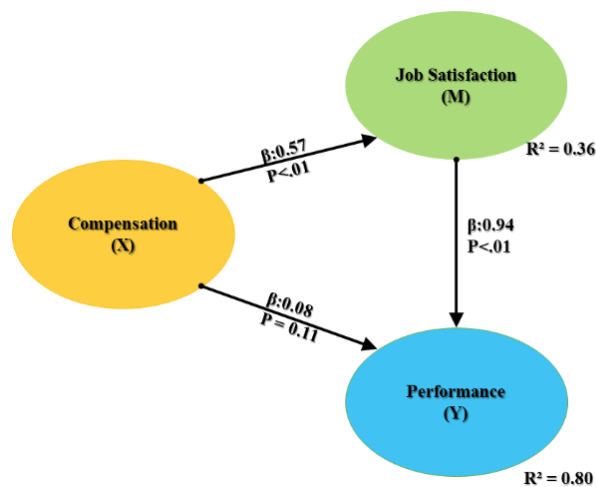 Job Satisfaction
(M)
R² = 0.36
β:0.57
P<.01
Compensation
(X)
β:0.94
P<.01
β:0.08
P = 0.11
Performance
(Y)
R² = 0.80